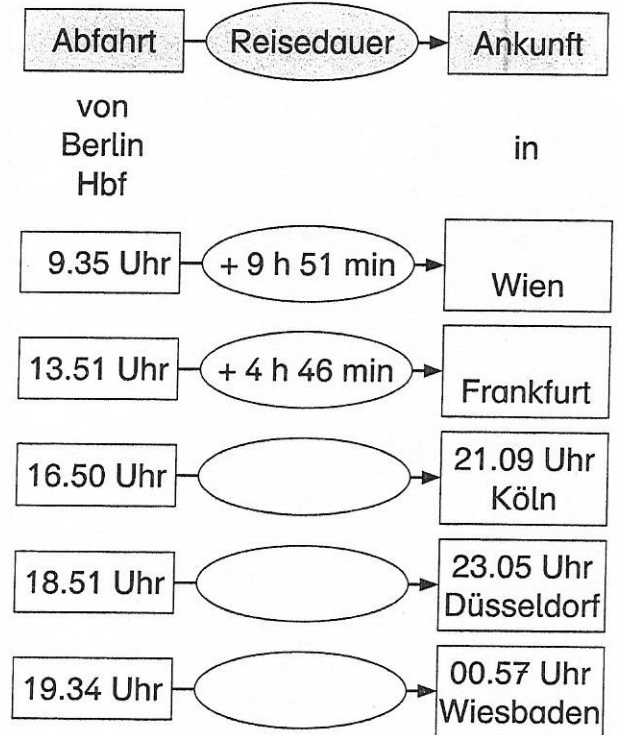 Abfahrt Reisedauer Ankunft
von
Berlin
Hbf
in
9.35 Uhr + 9 h 51 min Wien
13.51 Uhr + 4 h 46 min Frankfurt
16.50 Uhr 21.09 Uhr
Köln
18.51 Uhr 23.05 Uhr
Düsseldorf
19.34 Uhr 00.57 Uhr
Wiesbaden